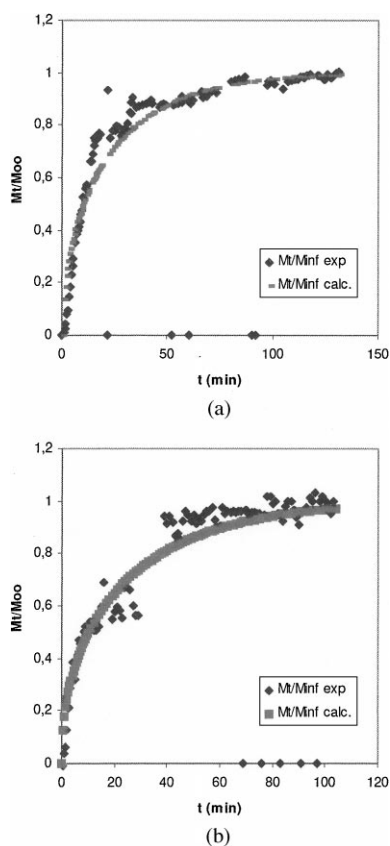 1,2
1
0,8
0,6
0,4
0,2
0
Mt/Moo
Mt/Minf exp
Mt/Minf calc.
0
50
100
150
t (min)
(a)
1,2
1
0,8
0,6
0,4
0,2
0
Mt/Moo
Mt/Minf exp
Mt/Minf calc.
0
20
40
60
80
100
120
t (min)
(b)